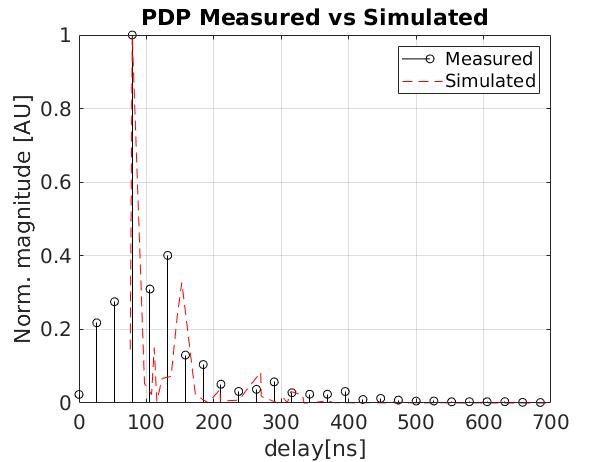 PDP Measured vs Simulated
Measured
Simulated
Norm. magnitude [AU]
1
0.8
0.6
0.4
0.2
0
0 100 200 300 400 500 600 700
delay[ns]